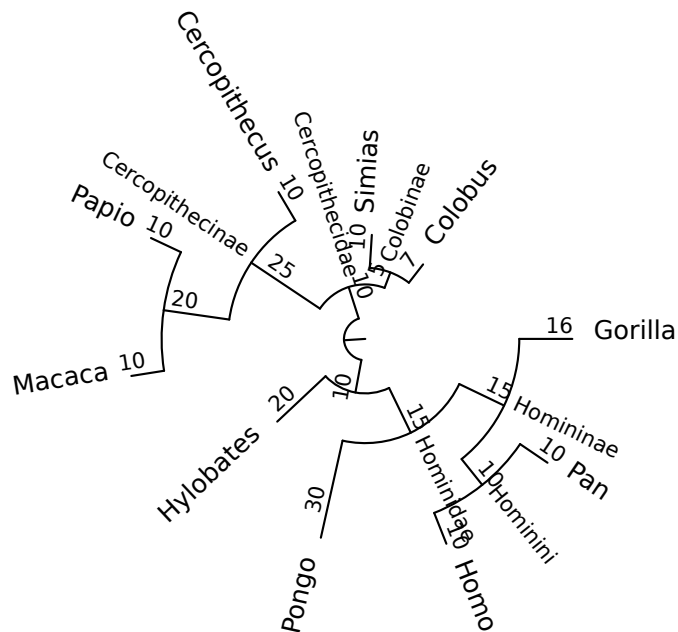 Cercopithecus
10
Cercopithecidae
10
Simias
10
Colobinae
5
Colobus
7
Cercopithecinae
25
Papio
10
20
Macaca
10
16
Gorilla
15
Homininae
10
Pan
10
Hominini
10
Homo
15
Hominidae
10
20
Hylobates
30
Pongo